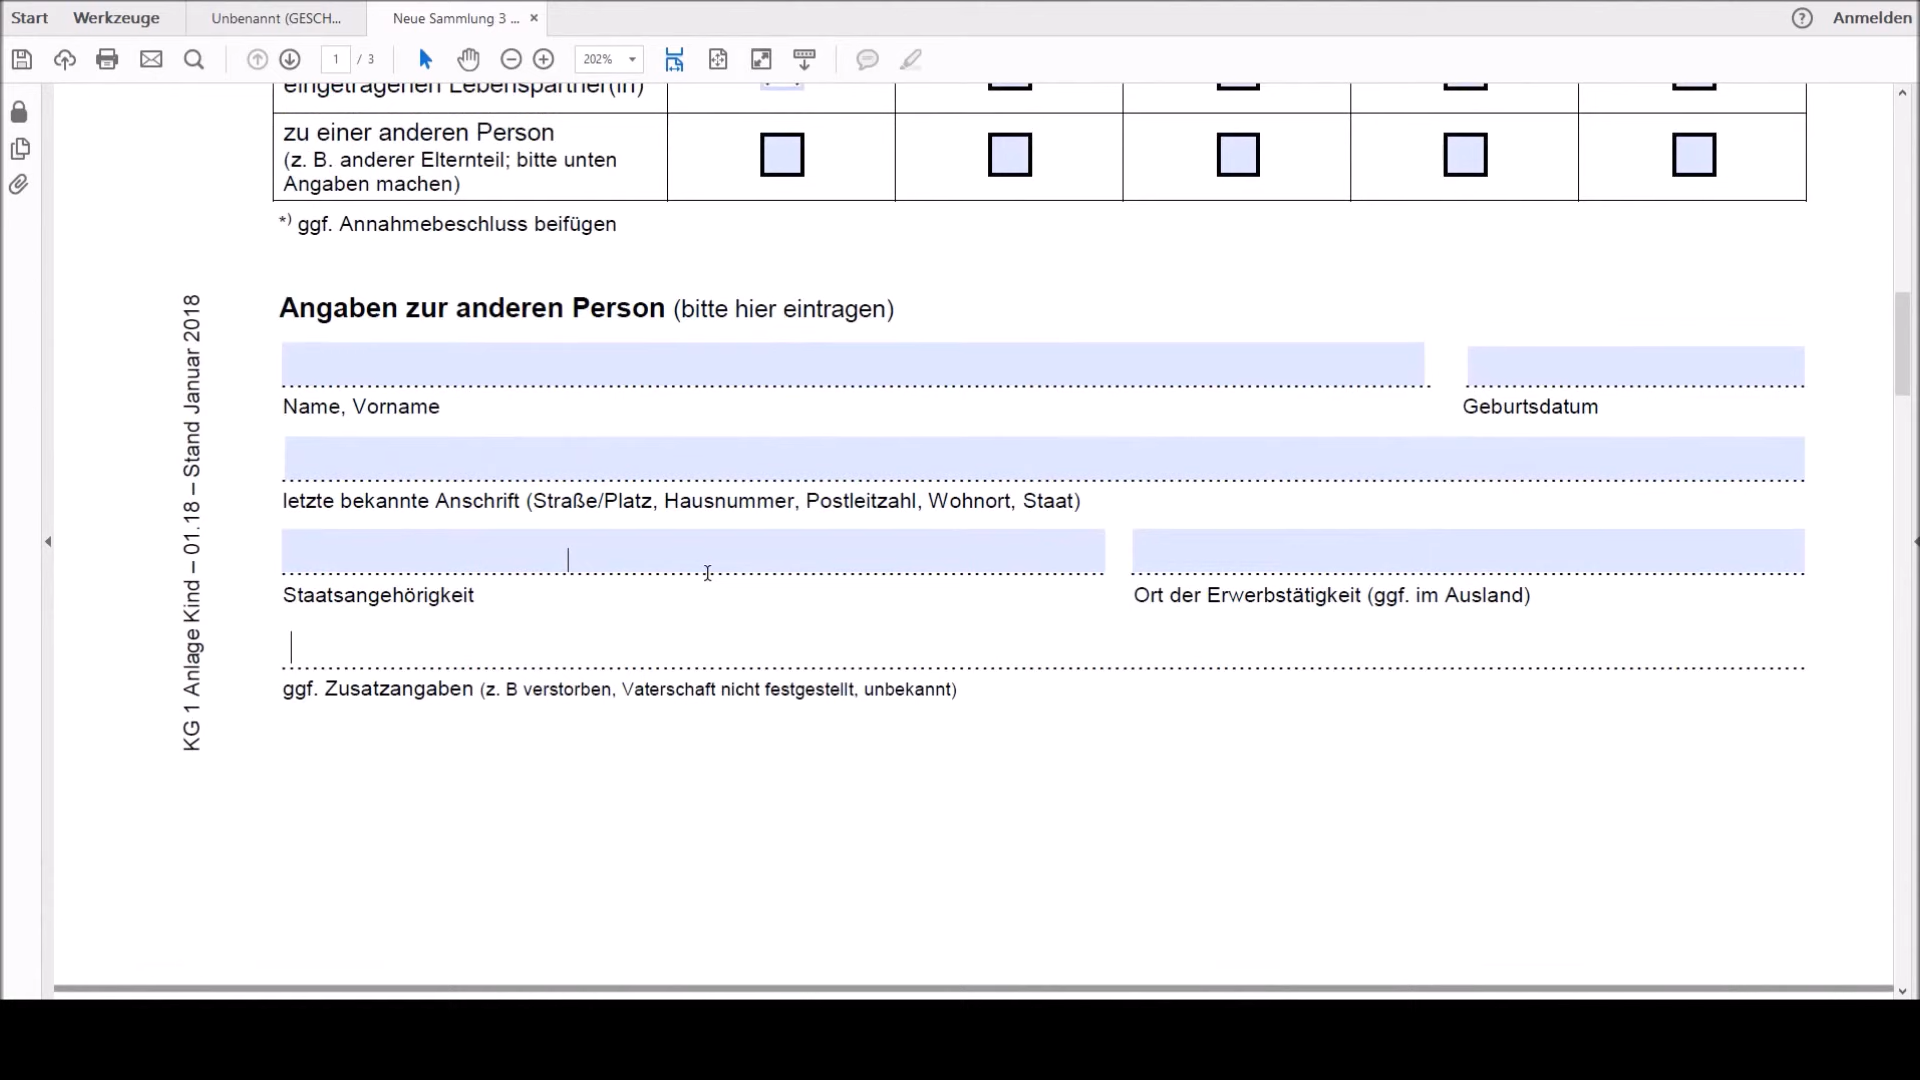 Start Werkzeuge Unbenannt (GESCH... Neue Sammlung 3 ... × ? Anmelden
1 / 3 202%
eingetragenen Lebenspartner(in)
zu einer anderen Person
(z. B. anderer Elternteil; bitte unten
Angaben machen)
*) ggf. Annahmebeschluss beifügen
Angaben zur anderen Person (bitte hier eintragen)
Name, Vorname Geburtsdatum
letzte bekannte Anschrift (Straße/Platz, Hausnummer, Postleitzahl, Wohnort, Staat)
Staatsangehörigkeit Ort der Erwerbstätigkeit (ggf. im Ausland)
ggf. Zusatzangaben (z. B verstorben, Vaterschaft nicht festgestellt, unbekannt)
KG 1 Anlage Kind – 01.18 – Stand Januar 2018